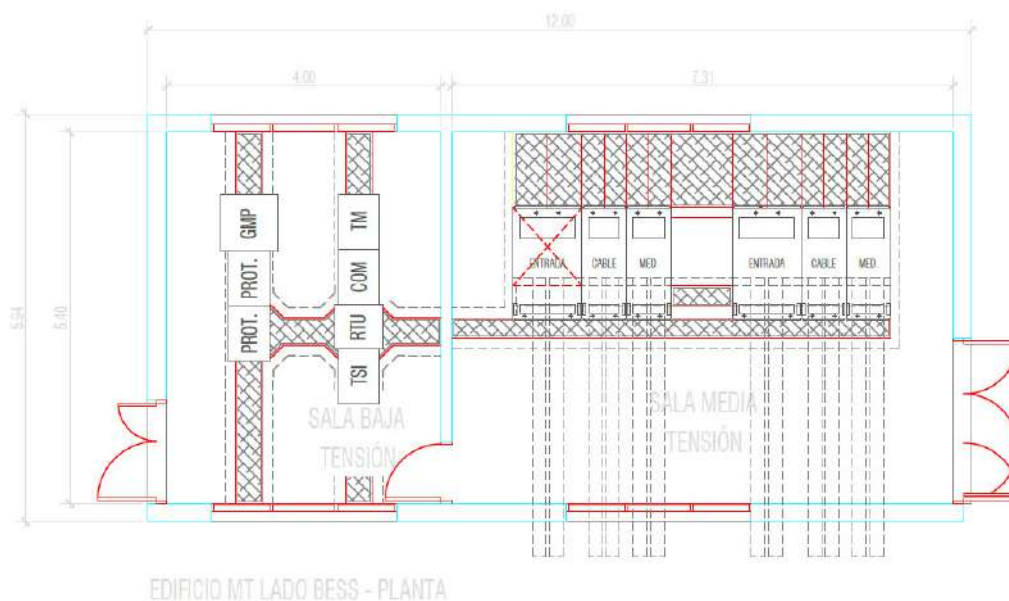 12.00
4.00
7.31
5.94
5.40
GMP
PROT.
PROT.
TM
COM
RTU
TSI
ENTRADA
CABLE
MED.
ENTRADA
CABLE
MED.
SALA BAJA
TENSIÓN
SALA MEDIA
TENSIÓN
EDIFICIO MT LADO BESS - PLANTA